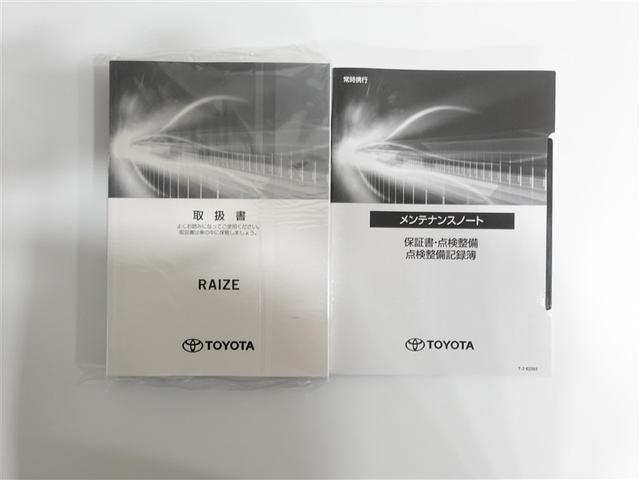 取扱書
よくお読みになってご使用ください。
取扱書は車の中に保管しましょう。
RAIZE
TOYOTA
常時携行
メンテナンスノート
保証書・点検整備
点検整備記録簿
TOYOTA